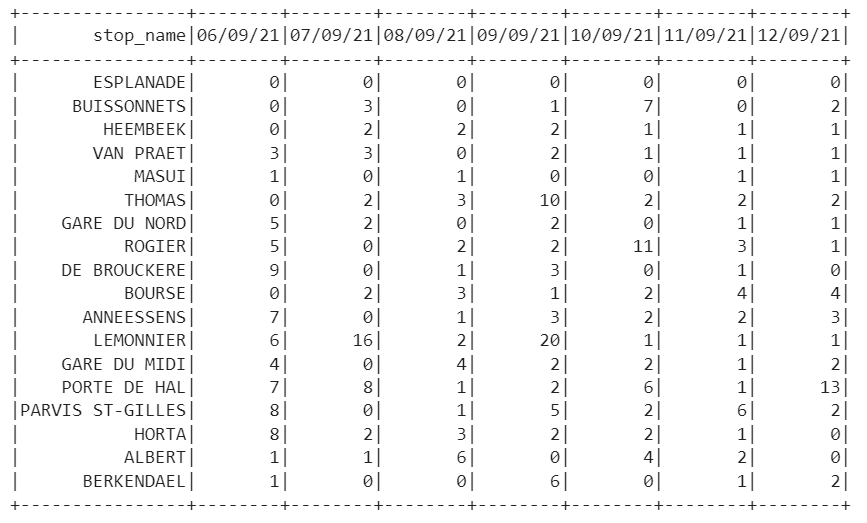 +----------------+--------+--------+--------+--------+--------+--------+--------+
|       stop_name|06/09/21|07/09/21|08/09/21|09/09/21|10/09/21|11/09/21|12/09/21|
+----------------+--------+--------+--------+--------+--------+--------+--------+
|       ESPLANADE|       0|       0|       0|       0|       0|       0|       0|
|     BUISSONNETS|       0|       3|       0|       1|       7|       0|       2|
|        HEEMBEEK|       0|       2|       2|       2|       1|       1|       1|
|       VAN PRAET|       3|       3|       0|       2|       1|       1|       1|
|           MASUI|       1|       0|       1|       0|       0|       1|       1|
|          THOMAS|       0|       2|       3|      10|       2|       2|       2|
|    GARE DU NORD|       5|       2|       0|       2|       0|       1|       1|
|          ROGIER|       5|       0|       2|       2|      11|       3|       1|
|    DE BROUCKERE|       9|       0|       1|       3|       0|       1|       0|
|          BOURSE|       0|       2|       3|       1|       2|       4|       4|
|      ANNEESSENS|       7|       0|       1|       3|       2|       2|       3|
|       LEMONNIER|       6|      16|       2|      20|       1|       1|       1|
|    GARE DU MIDI|       4|       0|       4|       2|       2|       1|       2|
|    PORTE DE HAL|       7|       8|       1|       2|       6|       1|      13|
|PARVIS ST-GILLES|       8|       0|       1|       5|       2|       6|       2|
|           HORTA|       8|       2|       3|       2|       2|       1|       0|
|          ALBERT|       1|       1|       6|       0|       4|       2|       0|
|      BERKENDAEL|       1|       0|       0|       6|       0|       1|       2|
+----------------+--------+--------+--------+--------+--------+--------+--------+